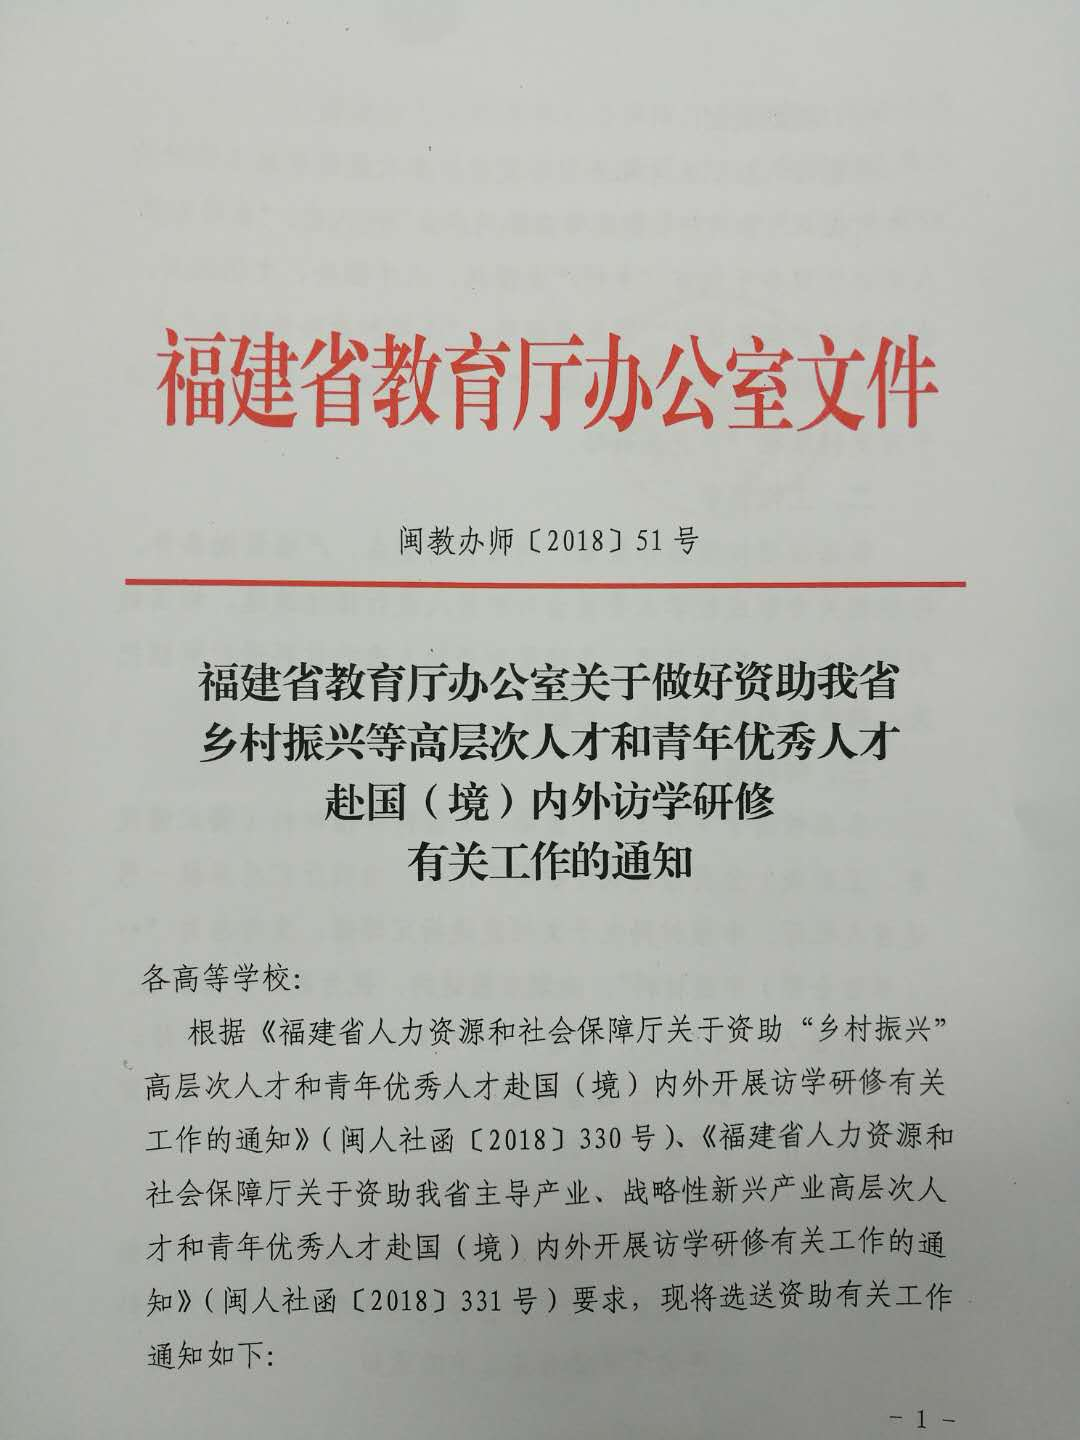 福建省教育厅办公室文件
闽教办师〔2018〕51号
福建省教育厅办公室关于做好资助我省
乡村振兴等高层次人才和青年优秀人才
赴国（境）内外访学研修
有关工作的通知
各高等学校：
根据《福建省人力资源和社会保障厅关于资助“乡村振兴”
高层次人才和青年优秀人才赴国（境）内外开展访学研修有关
工作的通知》（闽人社函〔2018〕330号）、《福建省人力资源和
社会保障厅关于资助我省主导产业、战略性新兴产业高层次人
才和青年优秀人才赴国（境）内外开展访学研修有关工作的通
知》（闽人社函〔2018〕331号）要求，现将选送资助有关工作
通知如下：
- 1 -